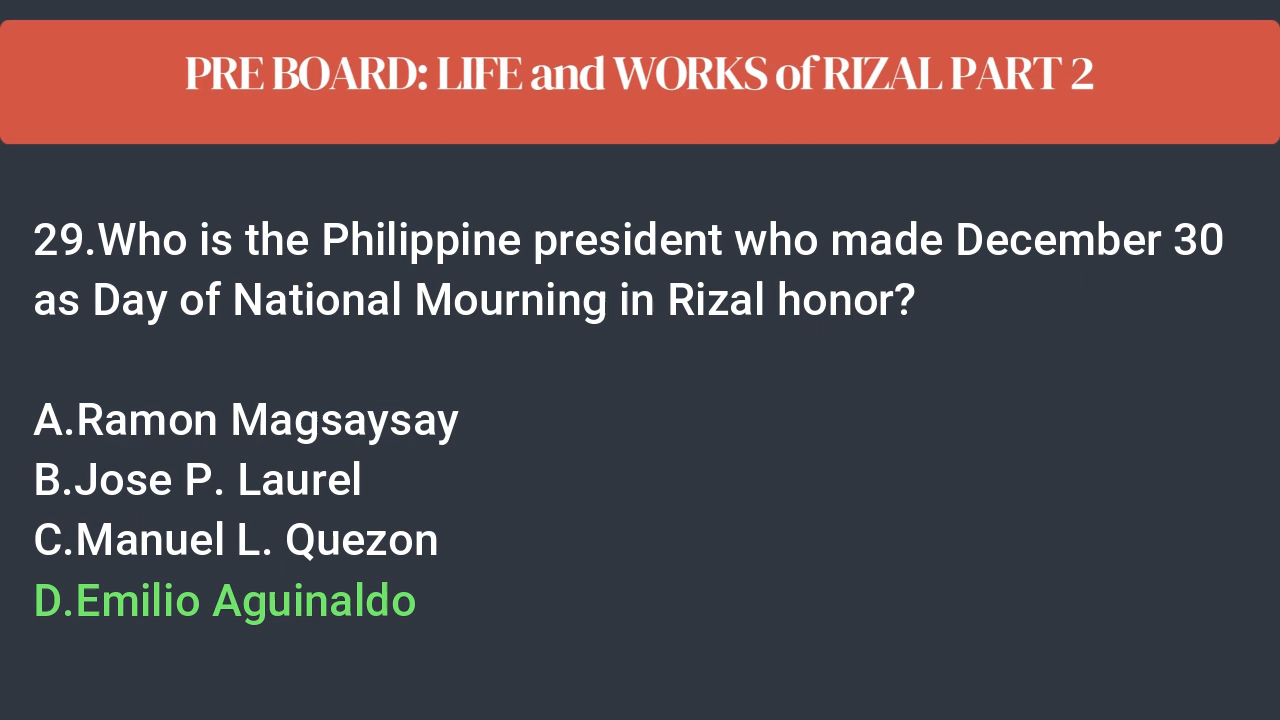 PRE BOARD: LIFE and WORKS of RIZAL PART 2
29.Who is the Philippine president who made December 30
as Day of National Mourning in Rizal honor?
A.Ramon Magsaysay
B.Jose P. Laurel
C.Manuel L. Quezon
D.Emilio Aguinaldo